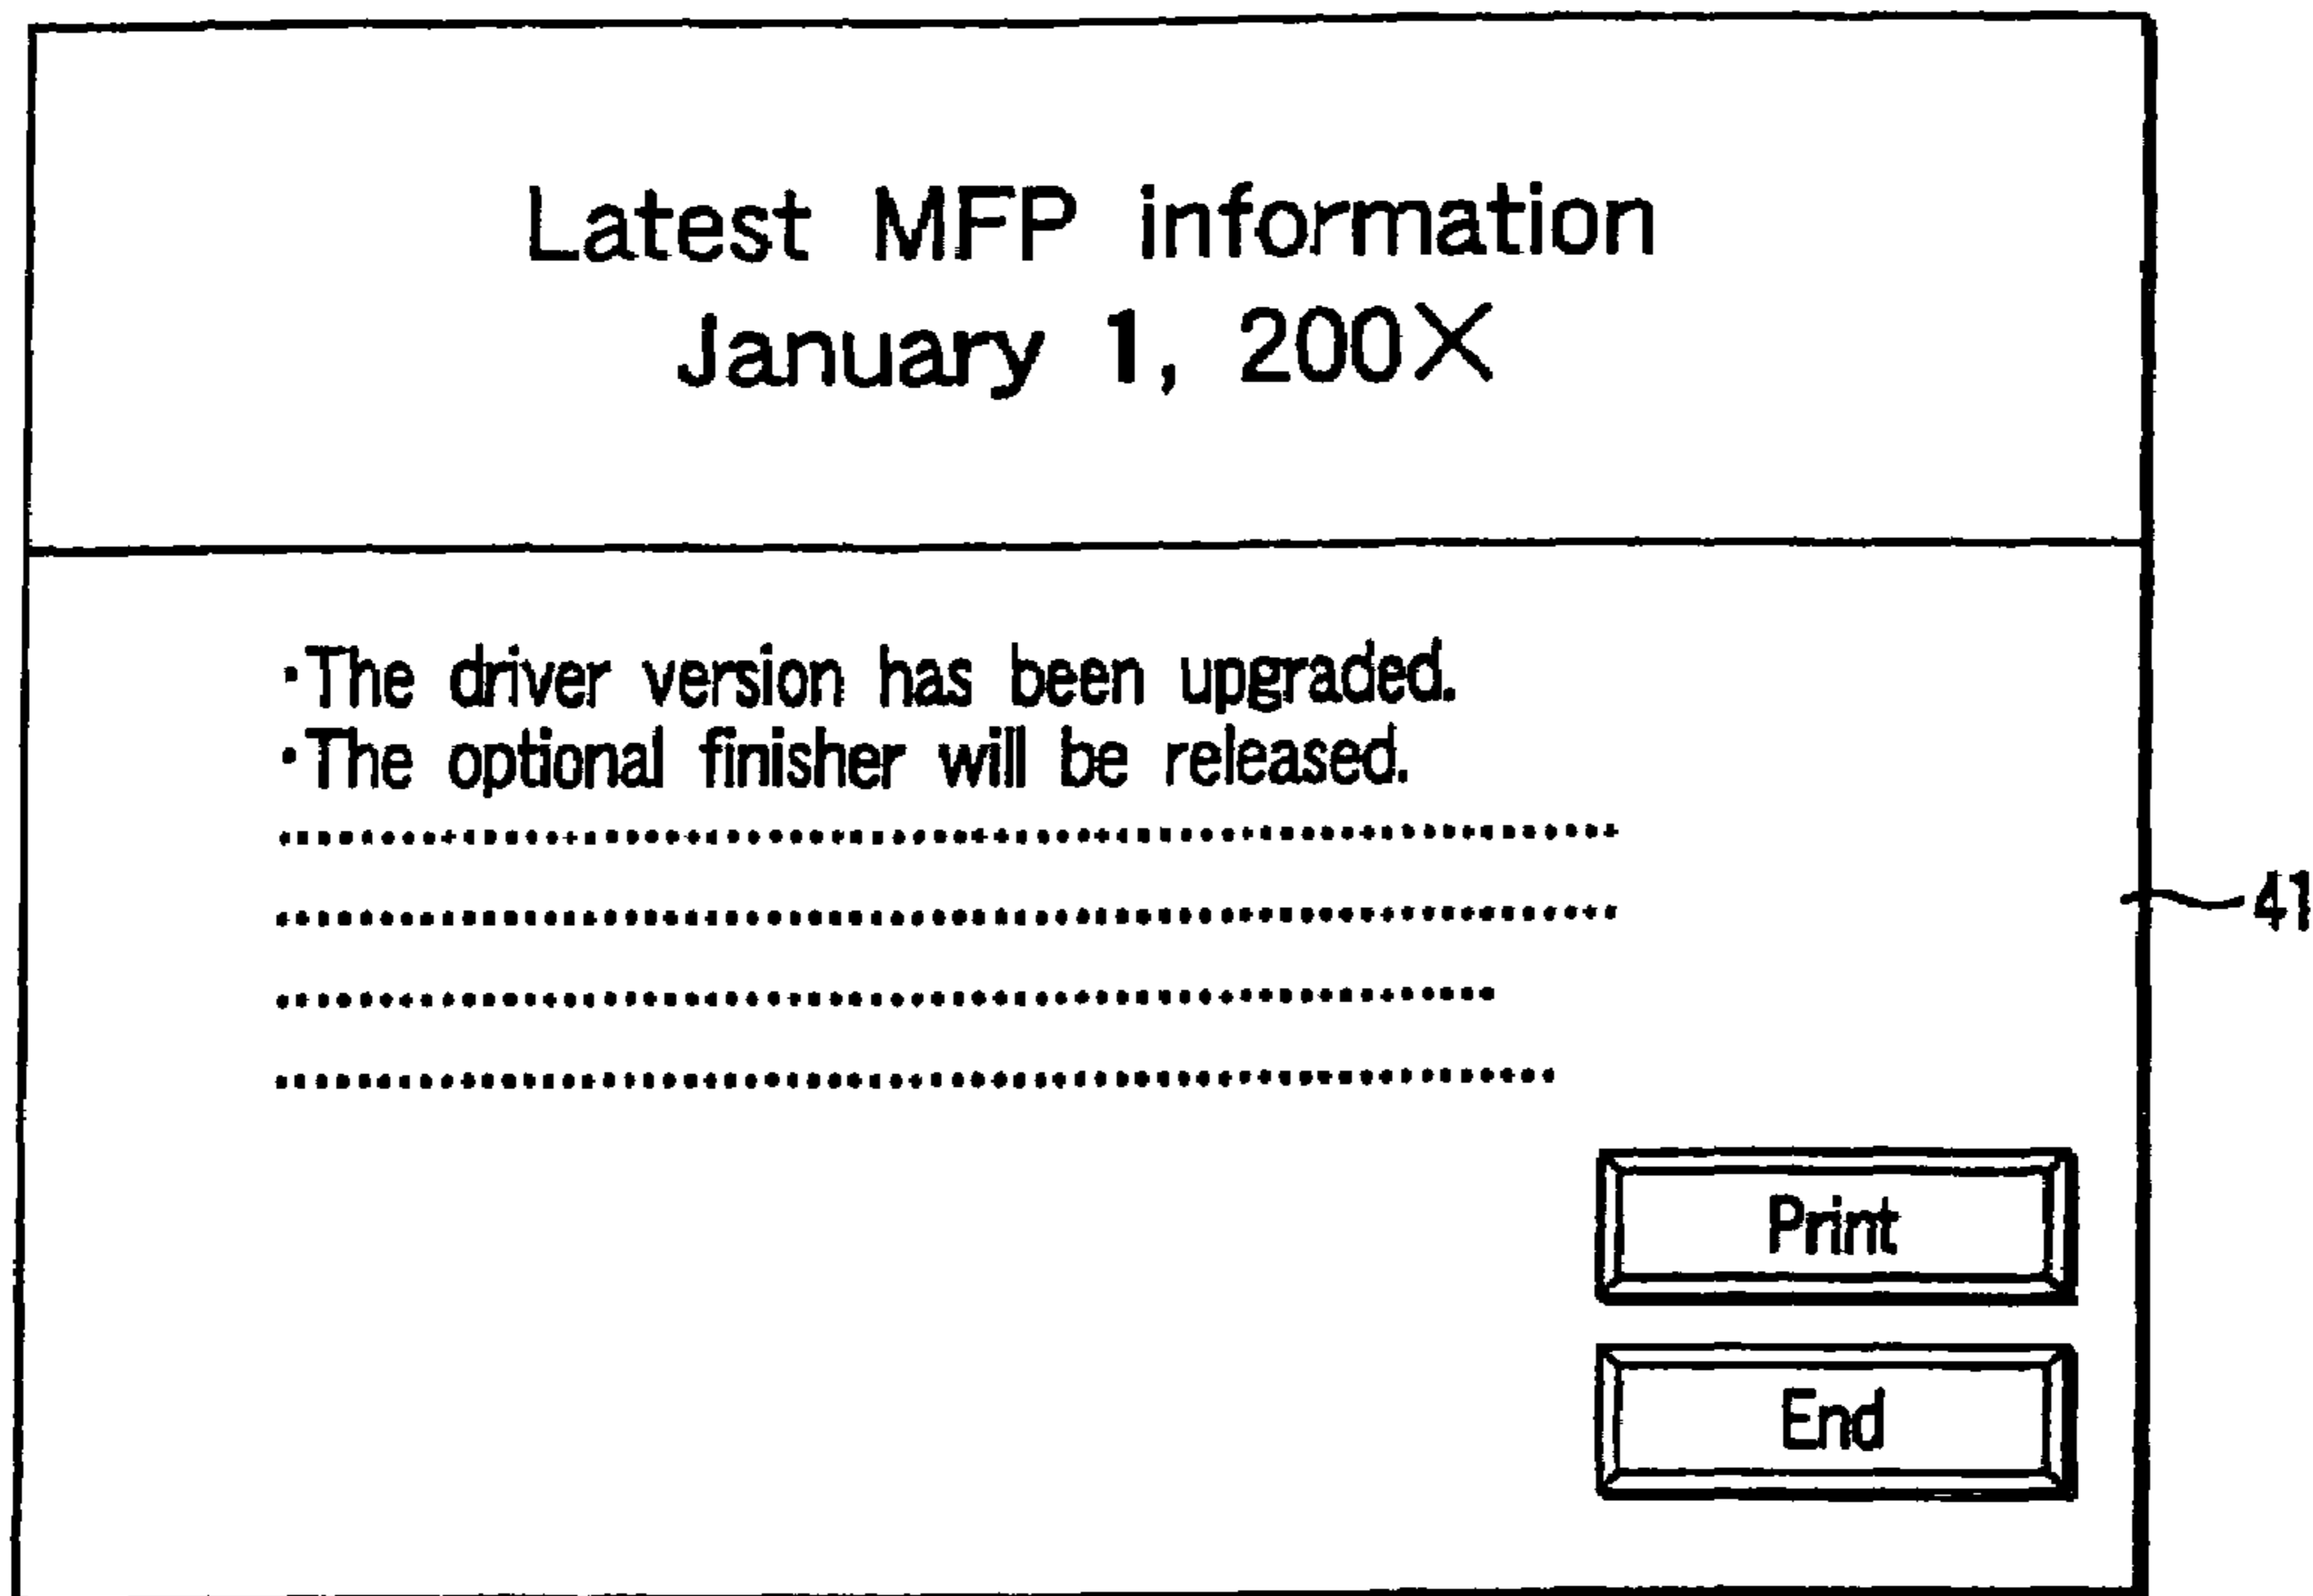 Latest MFP information
January 1, 200X
・The driver version has been upgraded.
・The optional finisher will be released.
41
Print
End